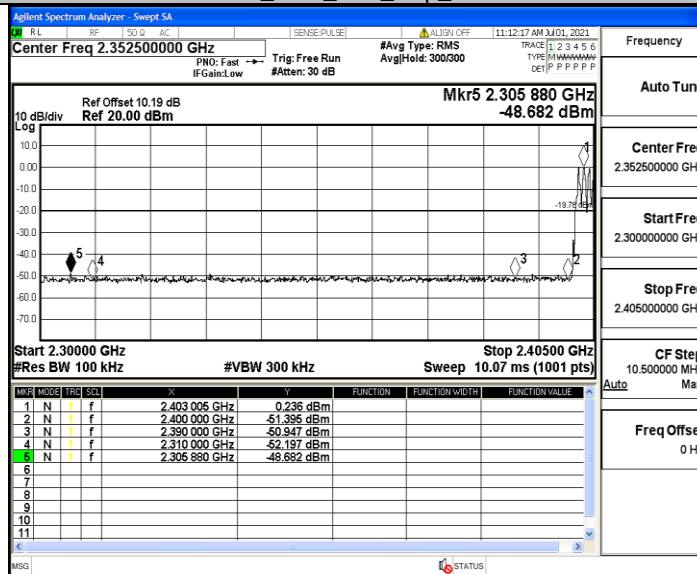 Agilent Spectrum Analyzer - Swept SA
RL RF 50 Ω AC SENSE:PULSE ALIGN OFF 11:12:17 AM Jul 01, 2021
Center Freq 2.352500000 GHz
PNO: Fast
IFGain:Low
Trig: Free Run
#Atten: 30 dB
#Avg Type: RMS
Avg|Hold: 300/300
TRACE 1 2 3 4 5 6
TYPE M
DET P P P P P P
Ref Offset 10.19 dB
10 dB/div Ref 20.00 dBm
Log
Mkr5 2.305 880 GHz
-48.682 dBm
10.0
0.00
-10.0
-20.0
-30.0
-40.0
-50.0
-60.0
-70.0
1
2
3
4
5
Start 2.30000 GHz Stop 2.40500 GHz
#Res BW 100 kHz #VBW 300 kHz Sweep 10.07 ms (1001 pts)
MKR MODE TRC SCL X Y FUNCTION FUNCTION WIDTH FUNCTION VALUE
1 N 1 f 2.403 005 GHz 0.236 dBm
2 N 1 f 2.400 000 GHz -51.395 dBm
3 N 1 f 2.390 000 GHz -50.947 dBm
4 N 1 f 2.310 000 GHz -52.197 dBm
5 N 1 f 2.305 880 GHz -48.682 dBm
6
7
8
9
10
11
MSG STATUS
Frequency
Auto Tun
Center Fre
2.352500000 GH
Start Fre
2.300000000 GH
Stop Fre
2.405000000 GH
CF Step
10.500000 MH
Auto Ma
Freq Offse
0 H